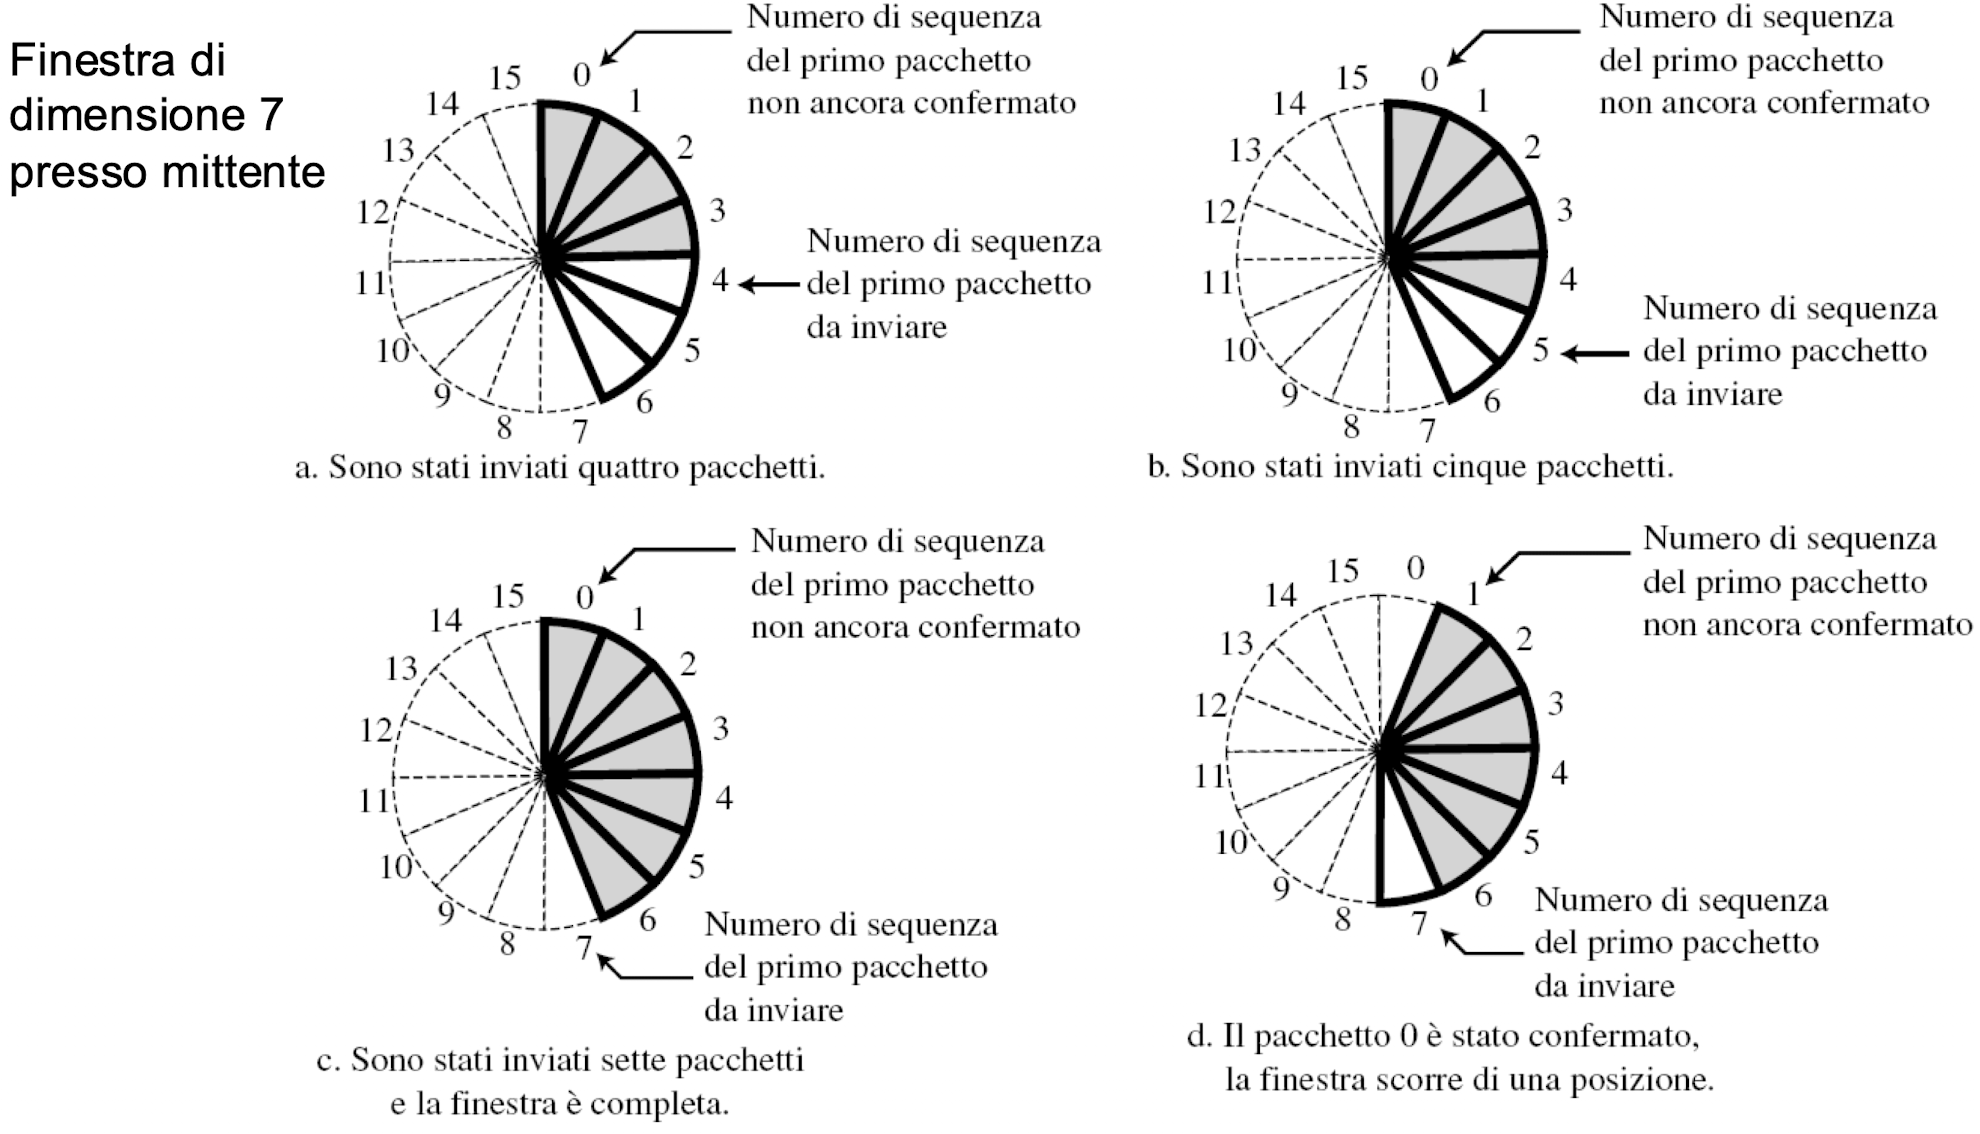 Finestra di
dimensione 7
presso mittente
Numero di sequenza
del primo pacchetto
non ancora confermato
0
1
2
3
4
5
6
7
8
9
10
11
12
13
14
15
Numero di sequenza
del primo pacchetto
da inviare
a. Sono stati inviati quattro pacchetti.
Numero di sequenza
del primo pacchetto
non ancora confermato
0
1
2
3
4
5
6
7
8
9
10
11
12
13
14
15
Numero di sequenza
del primo pacchetto
da inviare
b. Sono stati inviati cinque pacchetti.
Numero di sequenza
del primo pacchetto
non ancora confermato
0
1
2
3
4
5
6
7
8
9
10
11
12
13
14
15
Numero di sequenza
del primo pacchetto
da inviare
c. Sono stati inviati sette pacchetti
e la finestra è completa.
Numero di sequenza
del primo pacchetto
non ancora confermato
0
1
2
3
4
5
6
7
8
9
10
11
12
13
14
15
Numero di sequenza
del primo pacchetto
da inviare
d. Il pacchetto 0 è stato confermato,
la finestra scorre di una posizione.